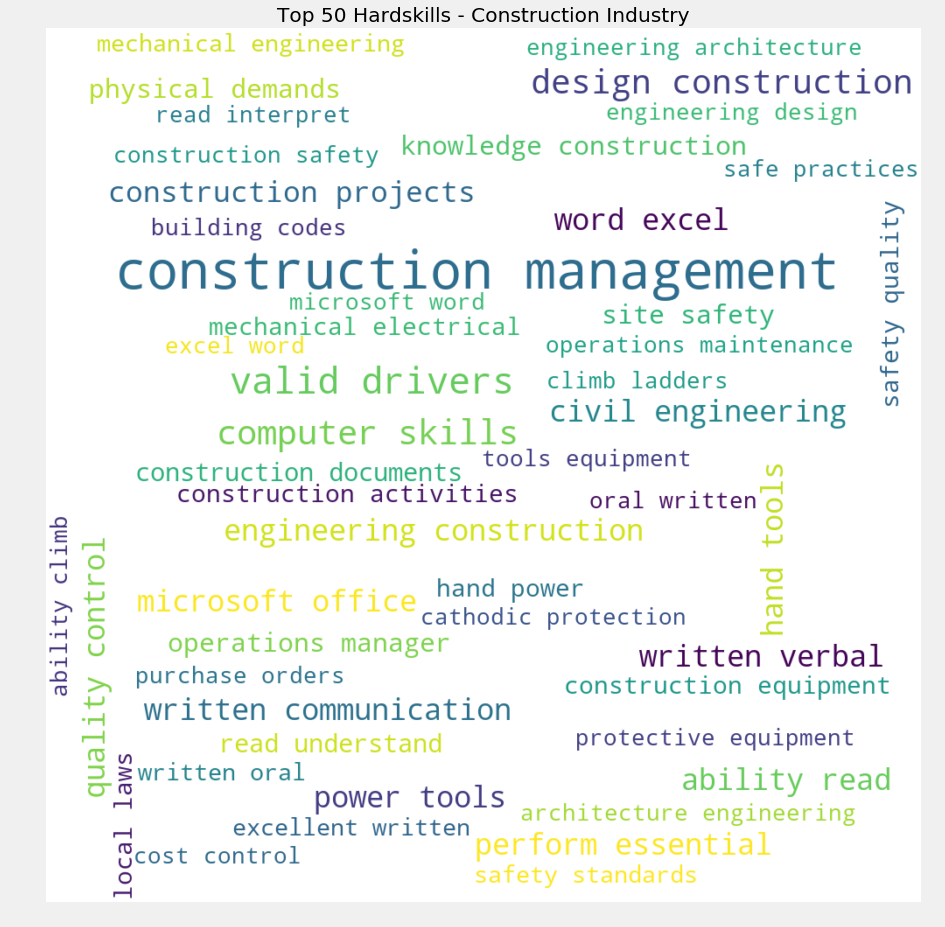 Top 50 Hardskills - Construction Industry
mechanical engineering
engineering architecture
physical demands
design construction
read interpret
engineering design
construction safety
knowledge construction
safe practices
construction projects
word excel
safety quality
building codes
construction management
microsoft word
site safety
mechanical electrical
excel word
operations maintenance
valid drivers
climb ladders
civil engineering
computer skills
construction documents
tools equipment
construction activities
oral written
hand tools
engineering construction
ability climb
quality control
microsoft office
hand power
cathodic protection
operations manager
written verbal
purchase orders
construction equipment
written communication
read understand
protective equipment
local laws
written oral
ability read
power tools
architecture engineering
excellent written
perform essential
cost control
safety standards